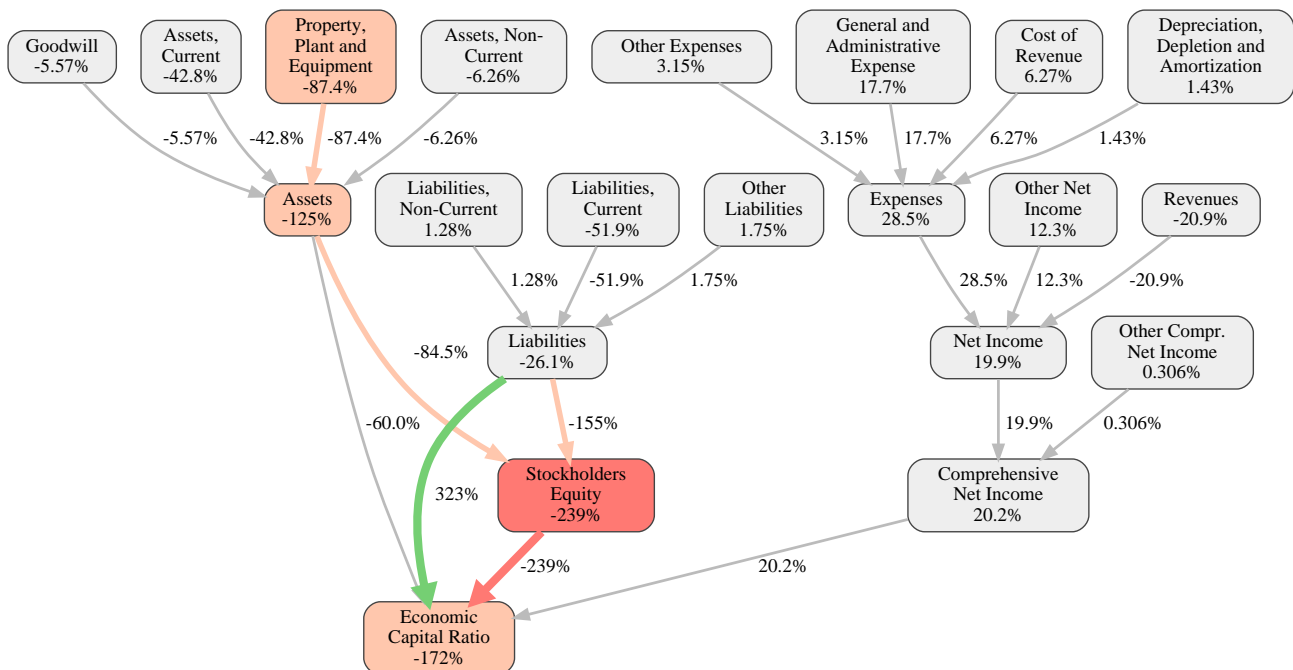 Goodwill
-5.57%
Assets,
Current
-42.8%
Property,
Plant and
Equipment
-87.4%
Assets, Non-
Current
-6.26%
Other Expenses
3.15%
General and
Administrative
Expense
17.7%
Cost of
Revenue
6.27%
Depreciation,
Depletion and
Amortization
1.43%
-5.57%
-42.8%
-87.4%
-6.26%
3.15%
17.7%
6.27%
1.43%
Assets
-125%
Liabilities,
Non-Current
1.28%
Liabilities,
Current
-51.9%
Other
Liabilities
1.75%
Expenses
28.5%
Other Net
Income
12.3%
Revenues
-20.9%
1.28%
-51.9%
1.75%
28.5%
12.3%
-20.9%
-84.5%
Liabilities
-26.1%
Net Income
19.9%
Other Compr.
Net Income
0.306%
-60.0%
-155%
19.9%
0.306%
323%
Stockholders
Equity
-239%
Comprehensive
Net Income
20.2%
-239%
20.2%
Economic
Capital Ratio
-172%